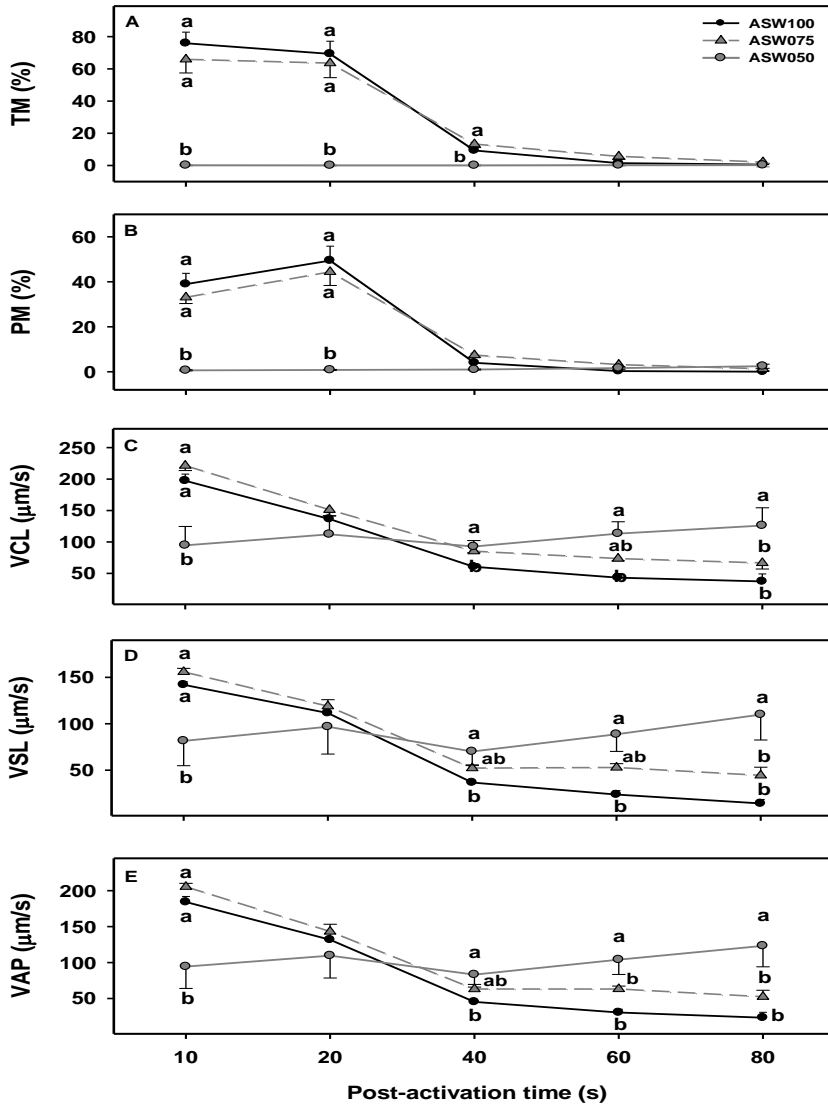 A
a
a
ASW100
ASW075
ASW050
80
60
TM (%)
a
a
40
20
b
b
a
b
0
B
60
a
a
PM (%)
40
a
a
20
b
b
0
C
250
a
a
200
VCL (μm/s)
a
150
a
a
100
ab
b
b
50
b
b
b
D
a
150
a
a
VSL (μm/s)
100
a
a
ab
ab
b
50
b
b
b
b
E
a
200
a
VAP (μm/s)
150
a
a
a
100
ab
b
b
50
b
b
b
b
10
20
40
60
80
Post-activation time (s)